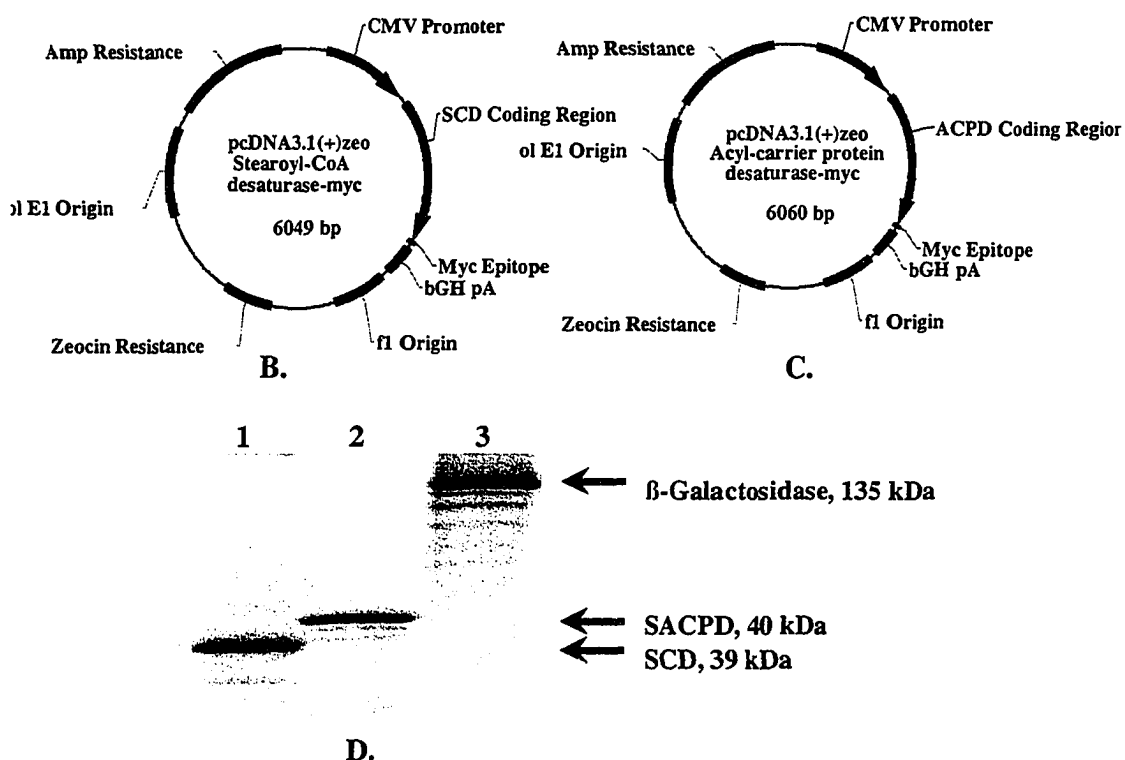 CMV Promoter
Amp Resistance
SCD Coding Region
pcDNA3.1(+)zeo
Stearoyl-CoA
desaturase-myc
6049 bp
ol E1 Origin
Myc Epitope
bGH pA
f1 Origin
Zeocin Resistance
B.
CMV Promoter
Amp Resistance
ACPD Coding Region
pcDNA3.1(+)zeo
Acyl-carrier protein
desaturase-myc
6060 bp
ol E1 Origin
Myc Epitope
bGH pA
f1 Origin
Zeocin Resistance
C.
1 2 3
ß-Galactosidase, 135 kDa
SACPD, 40 kDa
SCD, 39 kDa
D.